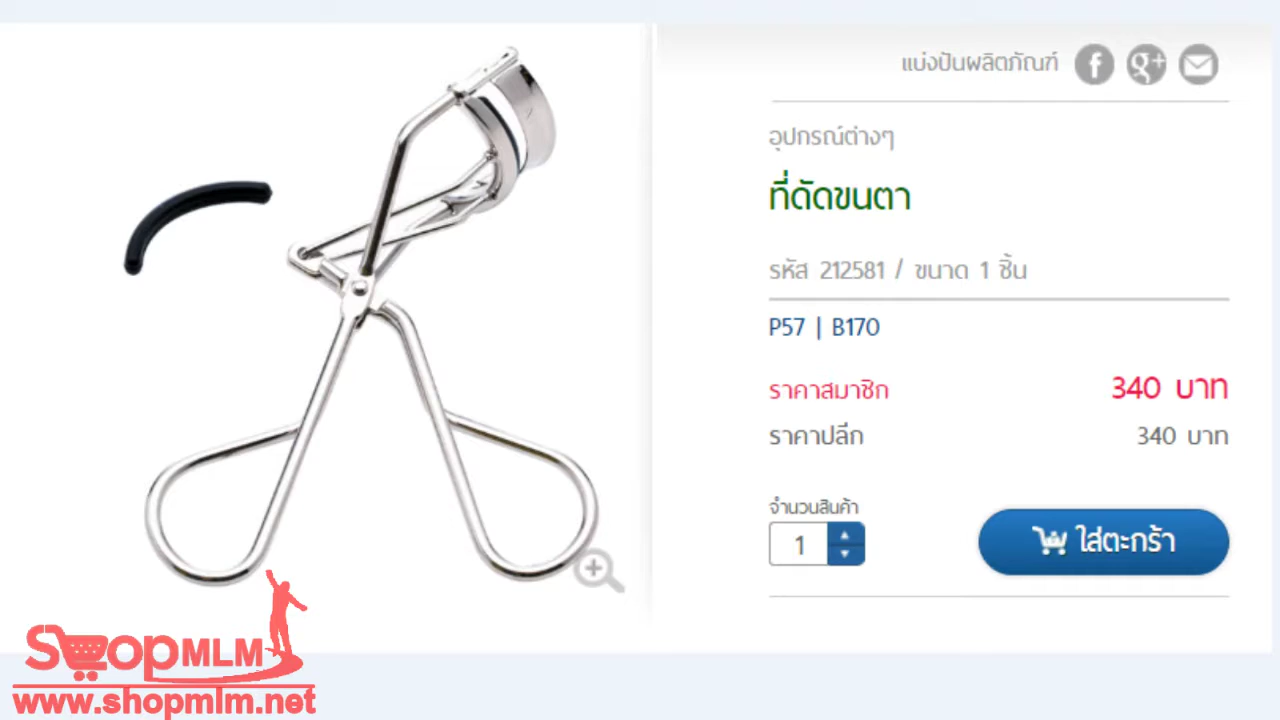 แบ่งปันผลิตภัณฑ์
f g+
อุปกรณ์ต่างๆ
ที่ดัดขนตา
รหัส 212581 / ขนาด 1 ชิ้น
P57 | B170
ราคาสมาชิก 340 บาท
ราคาปลีก 340 บาท
จำนวนสินค้า
1
ใส่ตะกร้า
ShopMLM
www.shopmlm.net